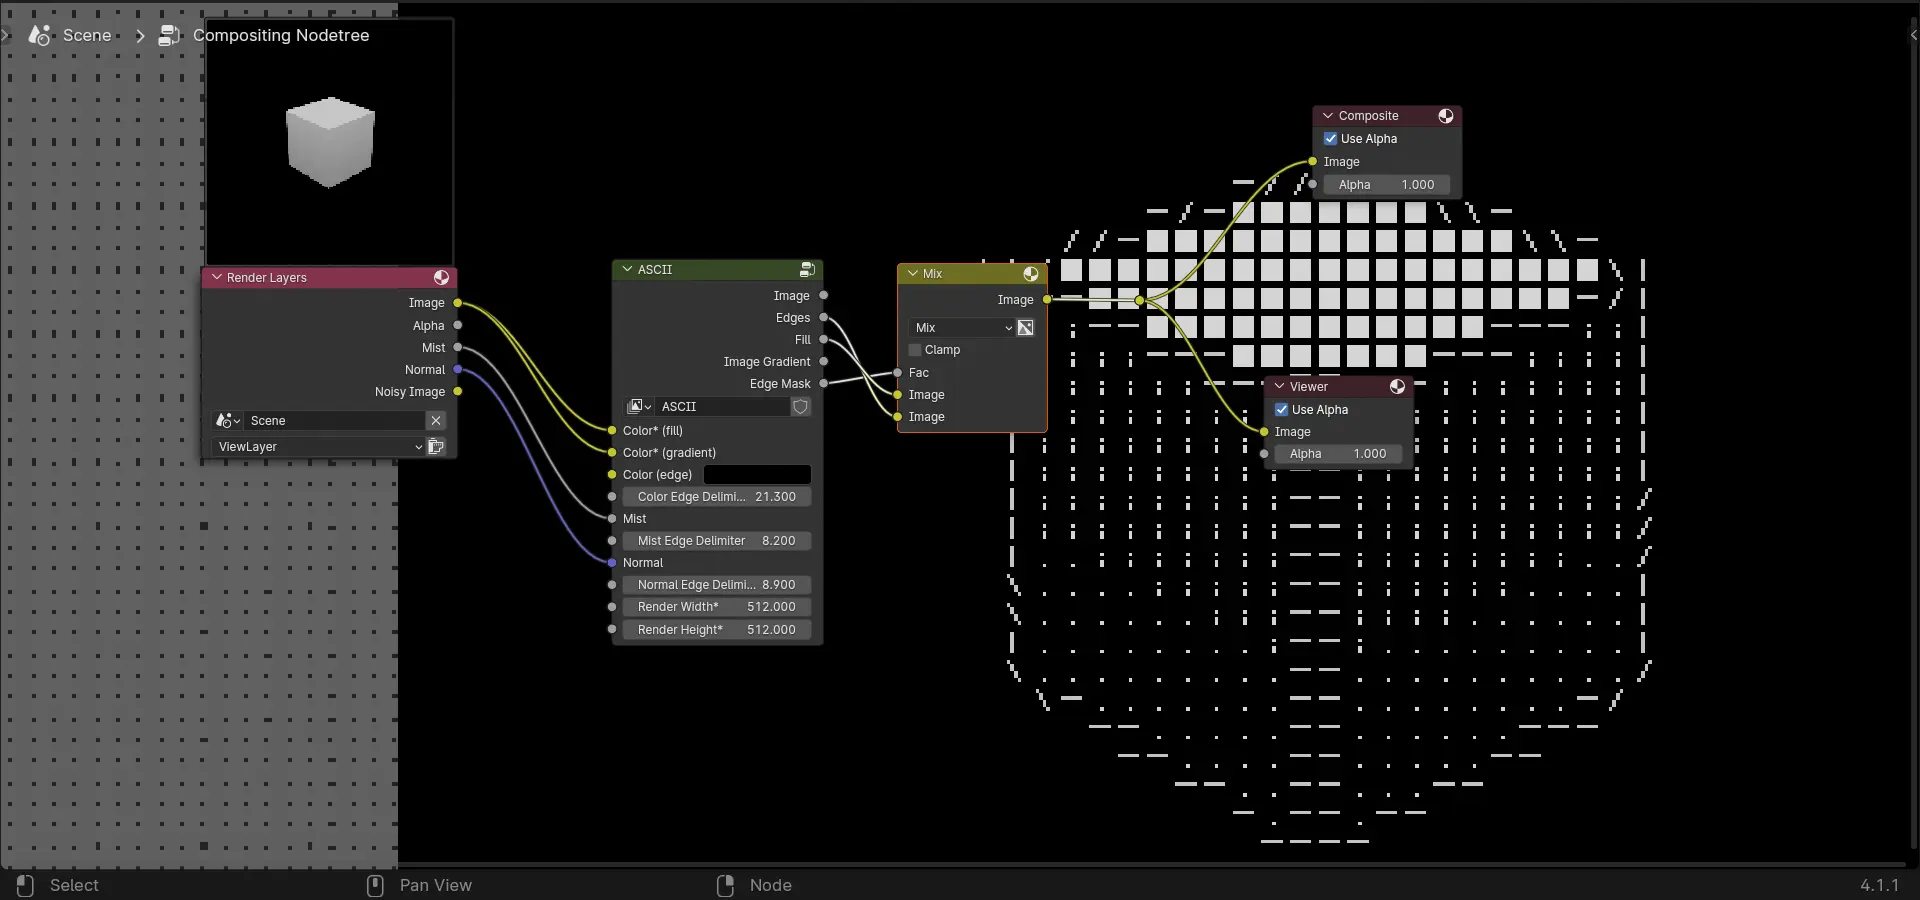 Scene
Compositing Nodetree
Render Layers
Image
Alpha
Mist
Normal
Noisy Image
Scene
ViewLayer
ASCII
Image
Edges
Fill
Image Gradient
Edge Mask
ASCII
Color* (fill)
Color* (gradient)
Color (edge)
Color Edge Delimi... 21.300
Mist
Mist Edge Delimiter 8.200
Normal
Normal Edge Delimi... 8.900
Render Width* 512.000
Render Height* 512.000
Mix
Image
Mix
Clamp
Fac
Image
Image
Composite
Use Alpha
Image
Alpha 1.000
Viewer
Use Alpha
Image
Alpha 1.000
Select
Pan View
Node
4.1.1